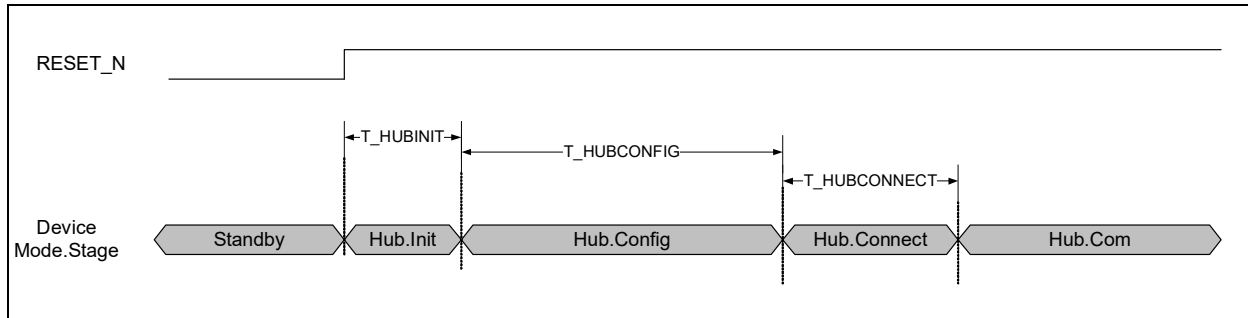 RESET_N
T_HUBINIT
T_HUBCONFIG
T_HUBCONNECT
Device
Mode.Stage
Standby
Hub.Init
Hub.Config
Hub.Connect
Hub.Com